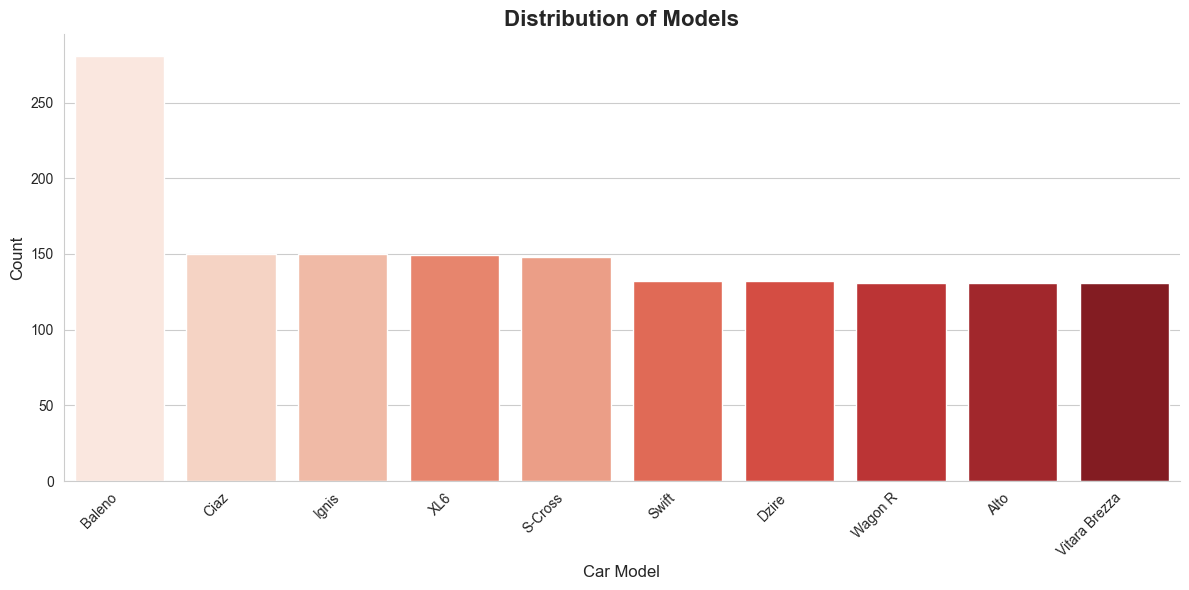 Distribution of Models
Count
250
200
150
100
50
0
Baleno
Ciaz
Ignis
XL6
S-Cross
Swift
Dzire
Wagon R
Alto
Vitara Brezza
Car Model